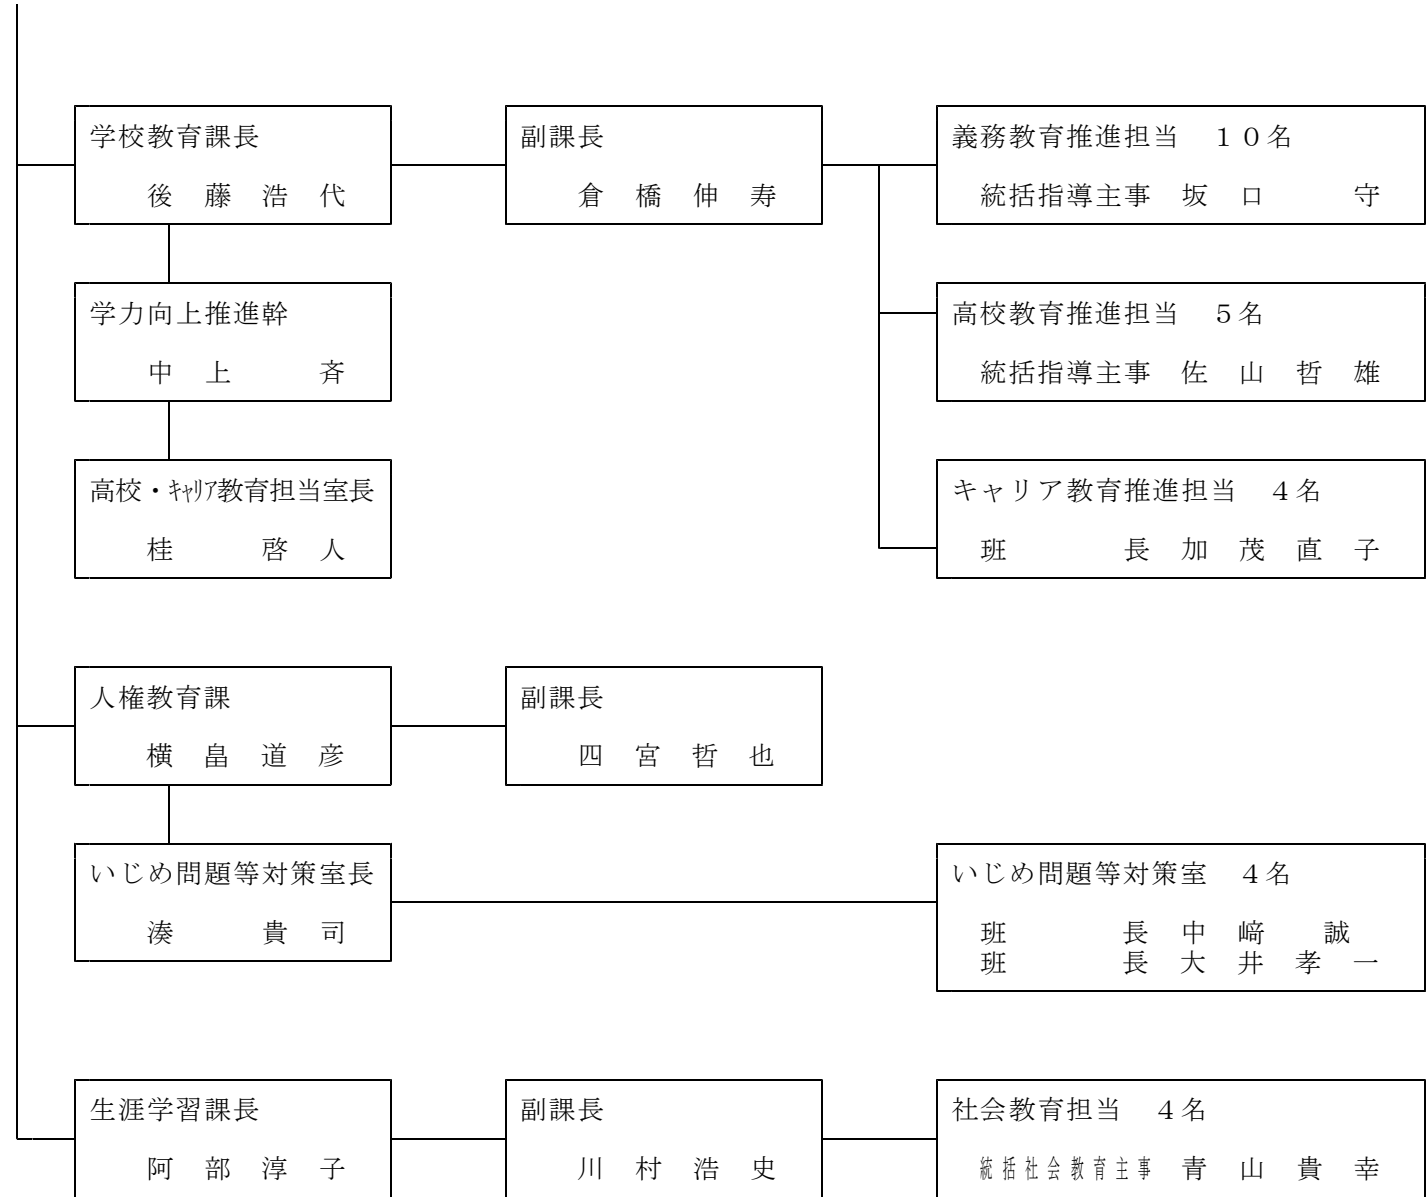 学校教育課長
後藤浩代
副課長
倉橋伸寿
義務教育推進担当　１０名
統括指導主事 坂口　守
学力向上推進幹
中上　斉
高校教育推進担当　５名
統括指導主事 佐山哲雄
高校・ｷｬﾘｱ教育担当室長
桂　啓人
キャリア教育推進担当　４名
班　長 加茂直子
人権教育課
横畠道彦
副課長
四宮哲也
いじめ問題等対策室長
湊　貴司
いじめ問題等対策室　４名
班　長 中﨑　誠
班　長 大井孝一
生涯学習課長
阿部淳子
副課長
川村浩史
社会教育担当　４名
統括社会教育主事 青山貴幸